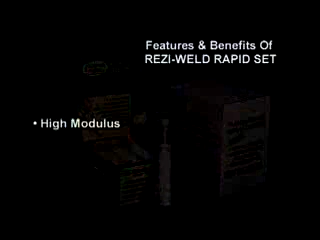 Features & Benefits Of
REZI-WELD RAPID SET
• High Modulus